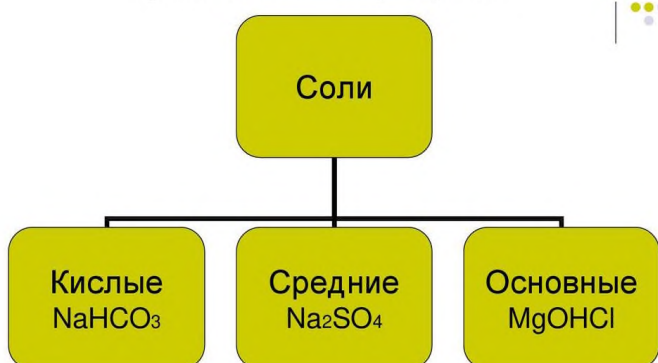 Соли
Кислые
NaHCO₃
Средние
Na₂SO₄
Основные
MgOHCl